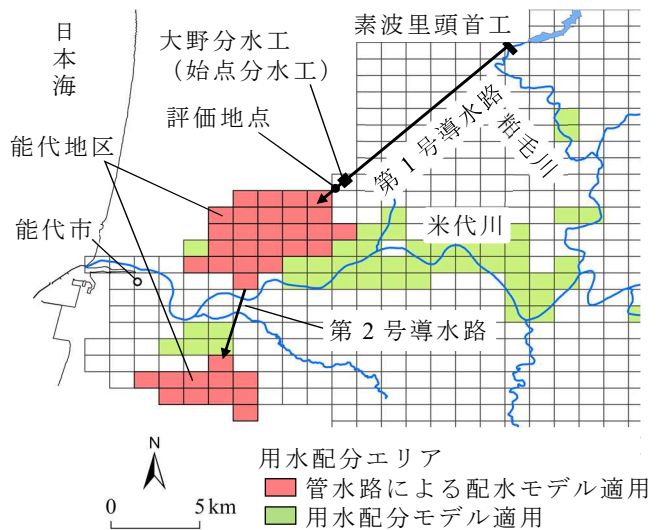 素波里頭首工
日本海
大野分水工
（始点分水工）
評価地点
第1号導水路
粕毛川
能代地区
能代市
米代川
第2号導水路
N
0 5km
用水配分エリア
管水路による配水モデル適用
用水配分モデル適用